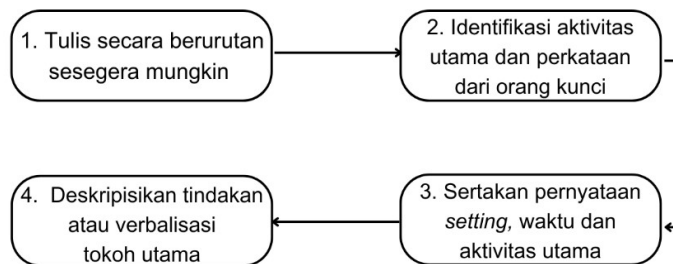 1. Tulis secara berurutan
sesegera mungkin
2. Identifikasi aktivitas
utama dan perkataan
dari orang kunci
3. Sertakan pernyataan
setting, waktu dan
aktivitas utama
4. Deskripisikan tindakan
atau verbalisasi
tokoh utama